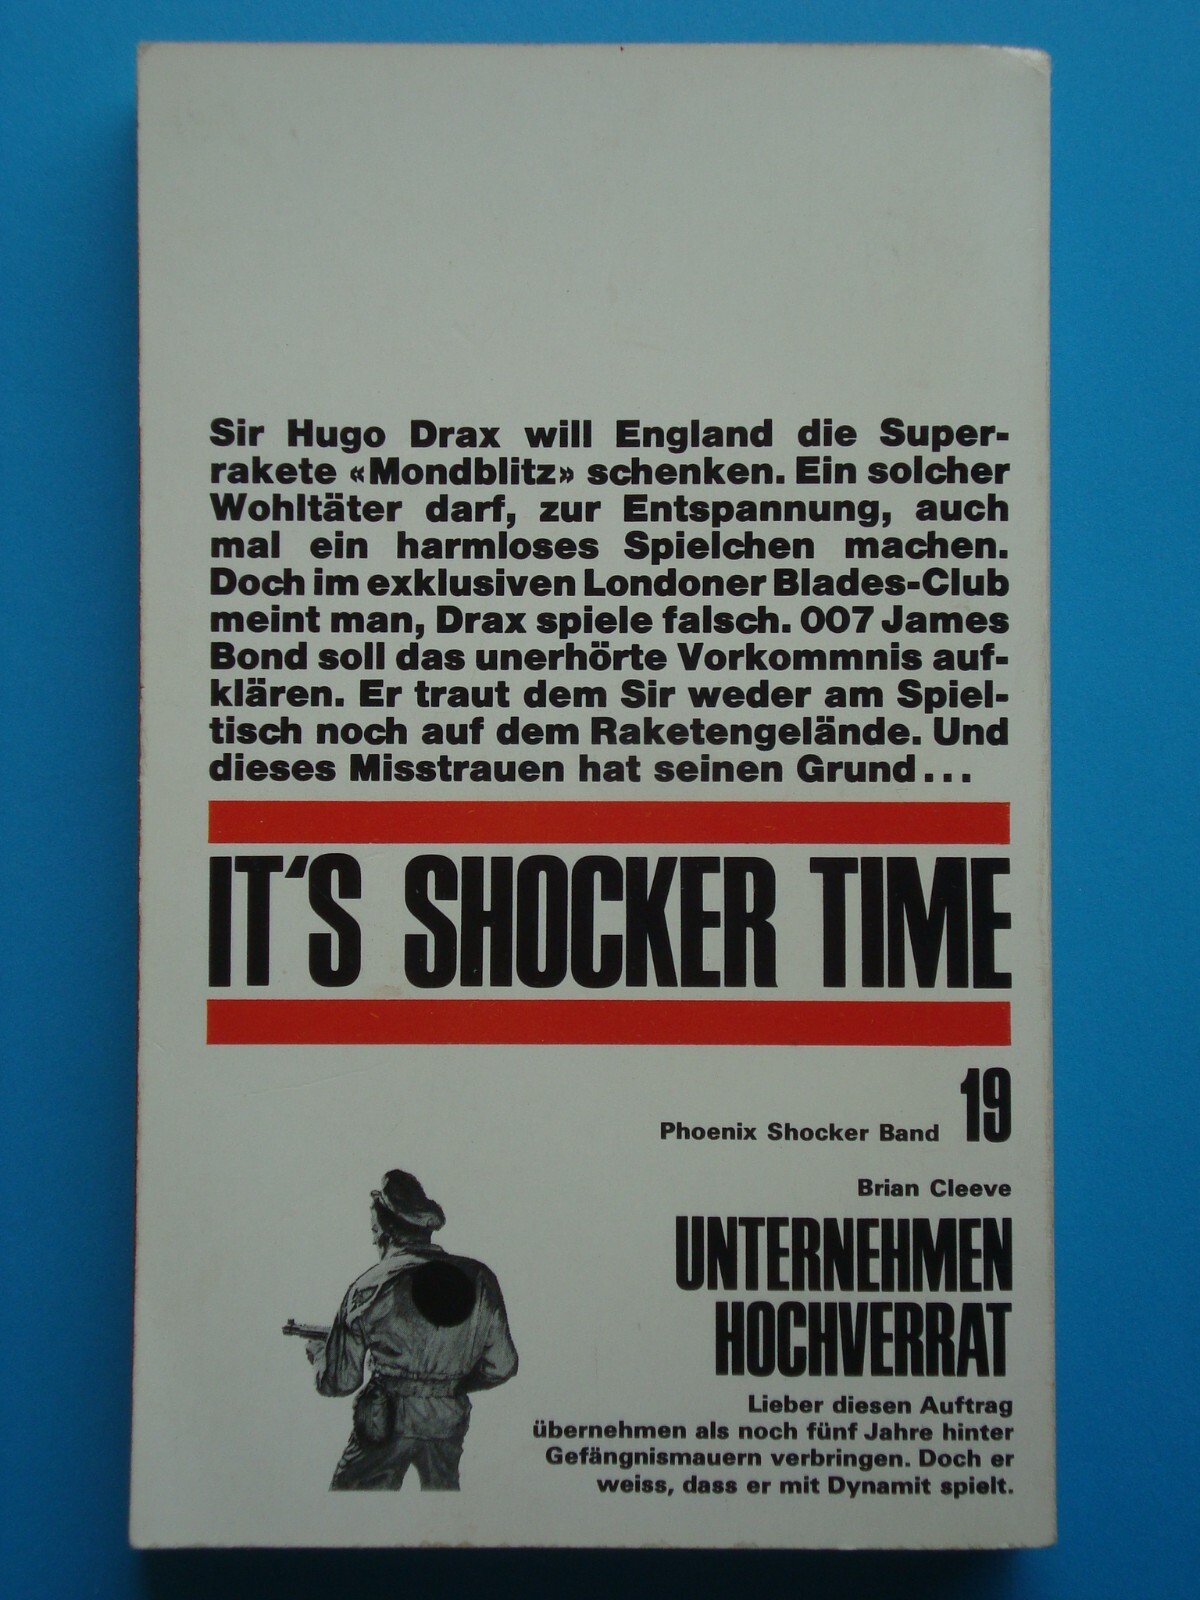 Sir Hugo Drax will England die Super-
rakete «Mondblitz» schenken. Ein solcher
Wohltäter darf, zur Entspannung, auch
mal ein harmloses Spielchen machen.
Doch im exklusiven Londoner Blades-Club
meint man, Drax spiele falsch. 007 James
Bond soll das unerhörte Vorkommnis auf-
klären. Er traut dem Sir weder am Spiel-
tisch noch auf dem Raketengelände. Und
dieses Misstrauen hat seinen Grund...
IT'S SHOCKER TIME
Phoenix Shocker Band 19
Brian Cleeve
UNTERNEHMEN
HOCHVERRAT
Lieber diesen Auftrag
übernehmen als noch fünf Jahre hinter
Gefängnismauern verbringen. Doch er
weiss, dass er mit Dynamit spielt.